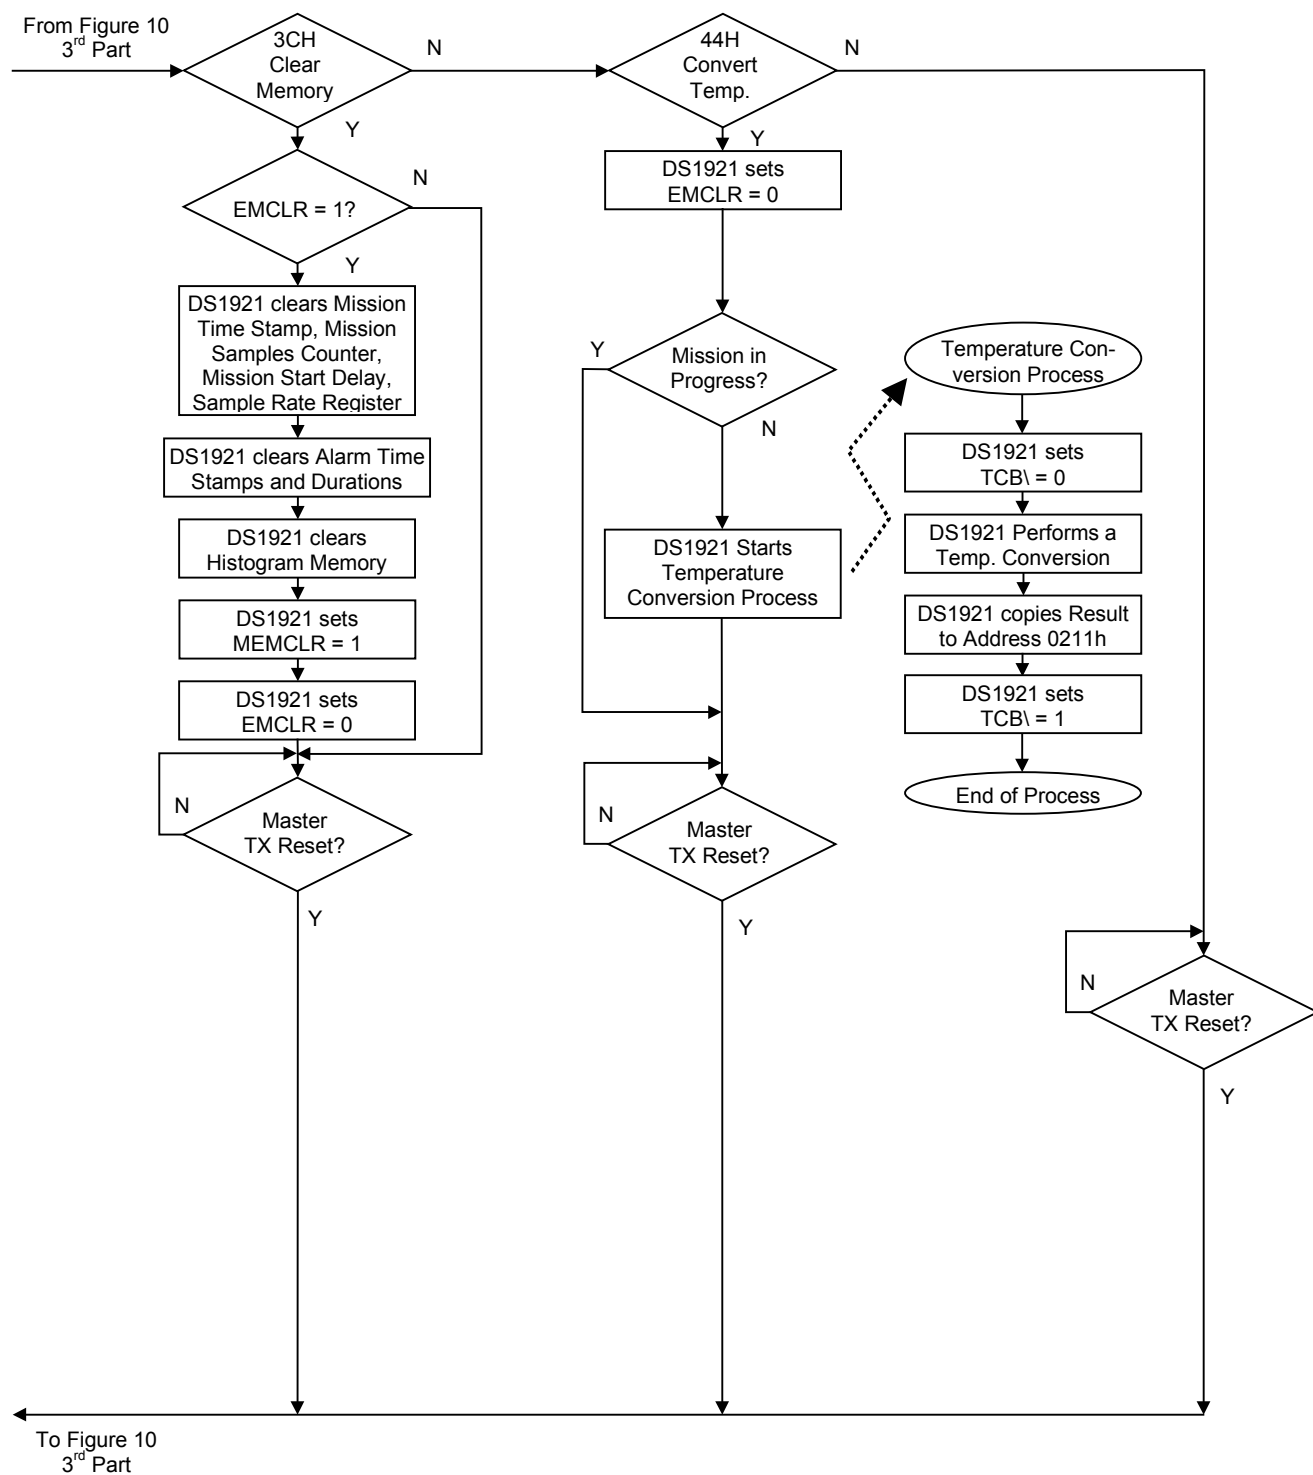 From Figure 10
3rd Part
3CH
Clear
Memory
N
Y
44H
Convert
Temp.
N
Y
EMCLR = 1?
N
Y
DS1921 clears Mission
Time Stamp, Mission
Samples Counter,
Mission Start Delay,
Sample Rate Register
DS1921 clears Alarm Time
Stamps and Durations
DS1921 clears
Histogram Memory
DS1921 sets
MEMCLR = 1
DS1921 sets
EMCLR = 0
N
Master
TX Reset?
Y
DS1921 sets
EMCLR = 0
Y
Mission in
Progress?
N
DS1921 Starts
Temperature
Conversion Process
N
Master
TX Reset?
Y
Temperature Con-
version Process
DS1921 sets
TCB\ = 0
DS1921 Performs a
Temp. Conversion
DS1921 copies Result
to Address 0211h
DS1921 sets
TCB\ = 1
End of Process
N
Master
TX Reset?
Y
To Figure 10
3rd Part